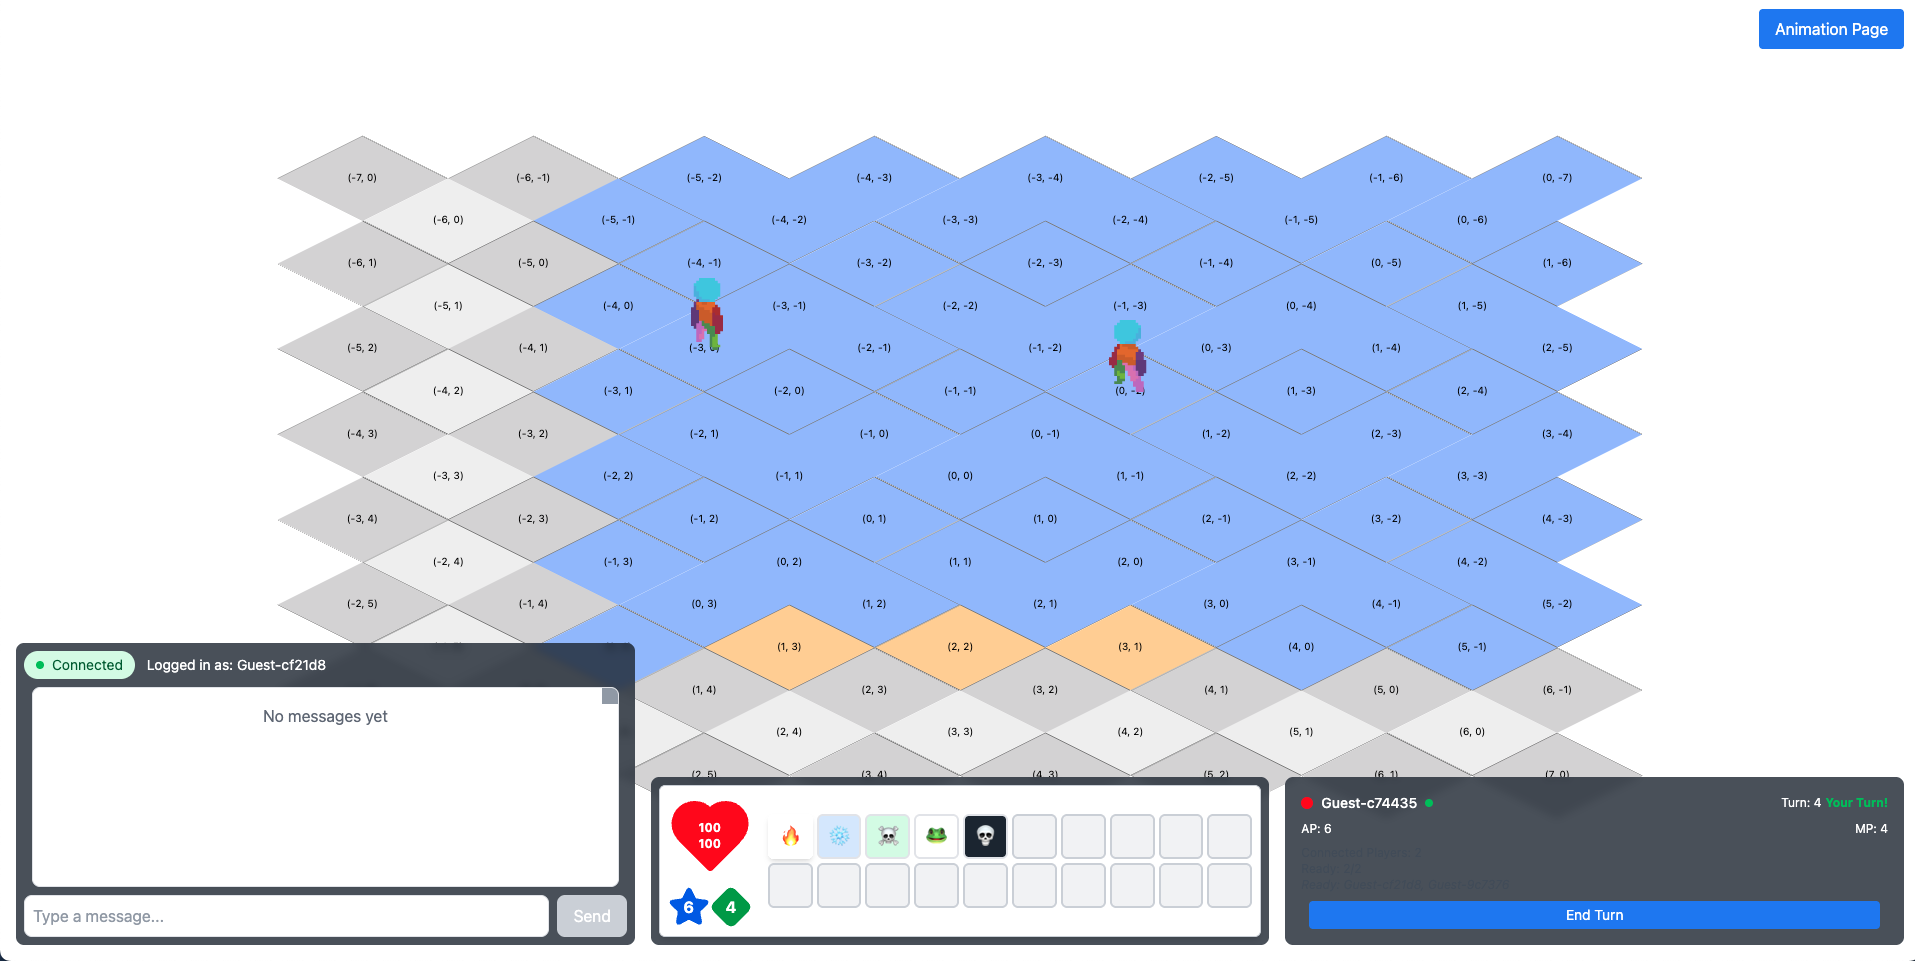 Animation Page
(-7, 0) (-6, -1) (-5, -2) (-4, -3) (-3, -4) (-2, -5) (-1, -6) (0, -7)
(-6, 0) (-5, -1) (-4, -2) (-3, -3) (-2, -4) (-1, -5) (0, -6)
(-6, 1) (-5, 0) (-4, -1) (-3, -2) (-2, -3) (-1, -4) (0, -5) (1, -6)
(-5, 1) (-4, 0) (-3, -1) (-2, -2) (-1, -3) (0, -4) (1, -5)
(-5, 2) (-4, 1) (-3, (-2, -1) (-1, -2) (0, -3) (1, -4) (2, -5)
(-4, 2) (-3, 1) (-2, 0) (-1, -1) (0, -2) (1, -3) (2, -4)
(-4, 3) (-3, 2) (-2, 1) (-1, 0) (0, -1) (1, -2) (2, -3) (3, -4)
(-3, 3) (-2, 2) (-1, 1) (0, 0) (1, -1) (2, -2) (3, -3)
(-3, 4) (-2, 3) (-1, 2) (0, 1) (1, 0) (2, -1) (3, -2) (4, -3)
(-2, 4) (-1, 3) (0, 2) (1, 1) (2, 0) (3, -1) (4, -2)
(-2, 5) (-1, 4) (0, 3) (1, 2) (2, 1) (3, 0) (4, -1) (5, -2)
(1, 3) (2, 2) (3, 1) (4, 0) (5, -1)
(1, 4) (2, 3) (3, 2) (4, 1) (5, 0) (6, -1)
(2, 4) (3, 3) (4, 2) (5, 1) (6, 0)
(2, 5) (3, 4) (4, 3) (5, 2) (6, 1) (7, 0)
Connected Logged in as: Guest-cf21d8
No messages yet
Type a message... Send
100
100
6 4
Guest-c74435 Turn: 4 Your Turn!
AP: 6 MP: 4
Connected Players: 2
Ready: 2/2
End Turn